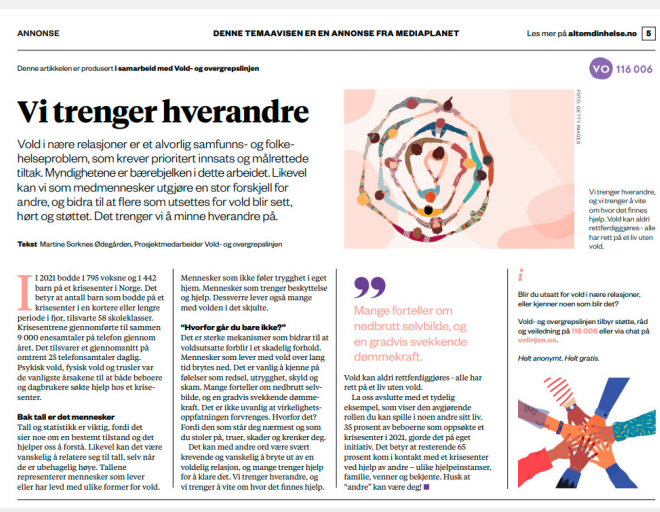 ANNONSE
DENNE TEMAAVISEN ER EN ANNONSE FRA MEDIAPLANET
Les mer på altomdinhelse.no 5
Denne artikkelen er produsert i samarbeid med Vold- og overgrepslinjen
VO 116 006
Vi trenger hverandre
Vold i nære relasjoner er et alvorlig samfunns- og folke-
helseproblem, som krever prioritert innsats og målrettede
tiltak. Myndighetene er bærebjelken i dette arbeidet. Likevel
kan vi som medmennesker utgjøre en stor forskjell for
andre, og bidra til at flere som utsettes for vold blir sett,
hørt og støttet. Det trenger vi å minne hverandre på.
Tekst Martine Sorknes Ødegården, Prosjektmedarbeider Vold- og overgrepslinjen
FOTO: GETTY IMAGES
Vi trenger hverandre,
og vi trenger å vite
om hvor det finnes
hjelp. Vold kan aldri
rettferdiggjøres - alle
har rett på et liv uten
vold.
I 2021 bodde 1 795 voksne og 1 442
barn på et krisesenter i Norge. Det
betyr at antall barn som bodde på et
krisesenter i en kortere eller lengre
periode i fjor, tilsvarte 58 skoleklasser.
Krisesentrene gjennomførte til sammen
9 000 enesamtaler på telefon gjennom
året. Det tilsvarer et gjennomsnitt på
omtrent 25 telefonsamtaler daglig.
Psykisk vold, fysisk vold og trusler var
de vanligste årsakene til at både beboere
og dagbrukere søkte hjelp hos et krise-
senter.
Bak tall er det mennesker
Tall og statistikk er viktig, fordi det
sier noe om en bestemt tilstand og det
hjelper oss å forstå. Likevel kan det være
vanskelig å relatere seg til tall, selv når
de er ubehagelig høye. Tallene
representerer mennesker som lever
eller har levd med ulike former for vold.
Mennesker som ikke føler trygghet i eget
hjem. Mennesker som trenger beskyttelse
og hjelp. Dessverre lever også mange
med volden i det skjulte.
"Hvorfor går du bare ikke?"
Det er sterke mekanismer som bidrar til at
voldsutsatte forblir i et skadelig forhold.
Mennesker som lever med vold over lang
tid brytes ned. Det er vanlig å kjenne på
følelsen som redsel, utrygghet, skyld og
skam. Mange forteller om nedbrutt selv-
bilde, og en gradvis svekkende dømme-
kraft. Det er ikke uvanlig at virkelighets-
oppfatningen forvenges. Hvorfor det?
Fordi den som står deg nærmest og som
du stoler på, truer, skader og krenker deg.
Det kan med andre ord være svært
krevende og vanskelig å bryte ut av en
voldelig relasjon, og mange trenger hjelp
for å klare det. Vi trenger hverandre, og
vi trenger å vite om hvor det finnes hjelp.
Mange forteller om
nedbrutt selvbilde, og
en gradvis svekkende
dømmekraft.
Vold kan aldri rettferdiggjøres - alle har
rett på et liv uten vold.
La oss avslutte med et tydelig
eksempel, som viser den avgjørende
rollen du kan spille i noen andre sitt liv.
35 prosent av beboerne som oppsøkte et
krisesenter i 2021, gjorde det på eget
initiativ. Det betyr at resterende 65
prosent kom i kontakt med et krisesenter
ved hjelp av andre – ulike hjelpeinstanser,
familie, venner og bekjente. Husk at
"andre" kan være deg!
i
Blir du utsatt for vold i nære relasjoner,
eller kjenner noen som blir det?
Vold- og overgrepslinjen tilbyr støtte, råd
og veiledning på 116 006 eller via chat på
volinjen.no.
Helt anonymt. Helt gratis.